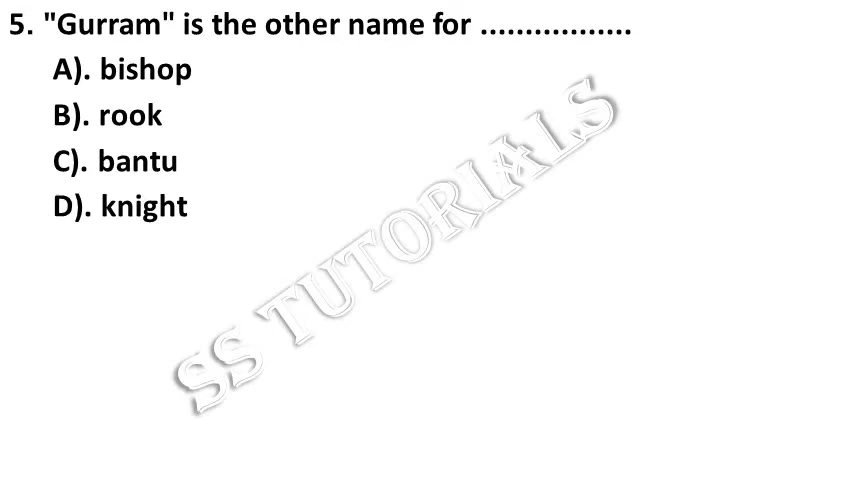 5. "Gurram" is the other name for .................
A). bishop
B). rook
C). bantu
D). knight
SS TUTORIALS